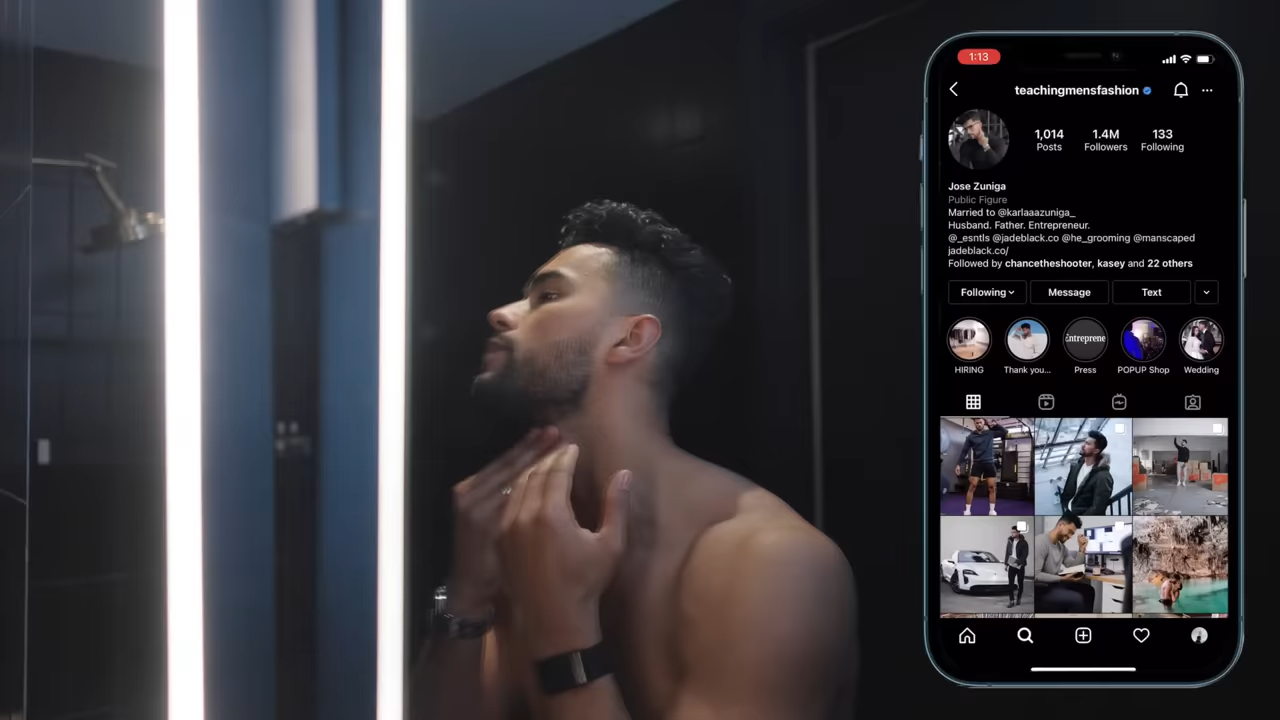 1:13
teachingmensfashion
1,014 1.4M 133
Posts Followers Following
Jose Zuniga
Public Figure
Married to @karlaaazuniga_
Husband. Father. Entrepreneur.
@_esntls @jadeblack.co @he_grooming @manscaped
jadeblack.co/
Followed by chancetheshooter, kasey and 22 others
Following Message Text
Entreprene
HIRING Thank you... Press POPUP Shop Wedding